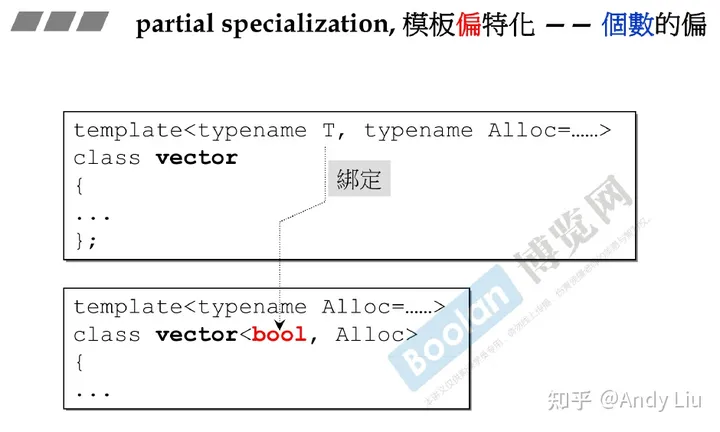 partial specialization, 模板偏特化 -- 個數的偏
template<typename T, typename Alloc=……>
class vector
{
...
};
綁定
template<typename Alloc=……>
class vector<bool, Alloc>
{
...
Boolan 博览网
知乎 @Andy Liu